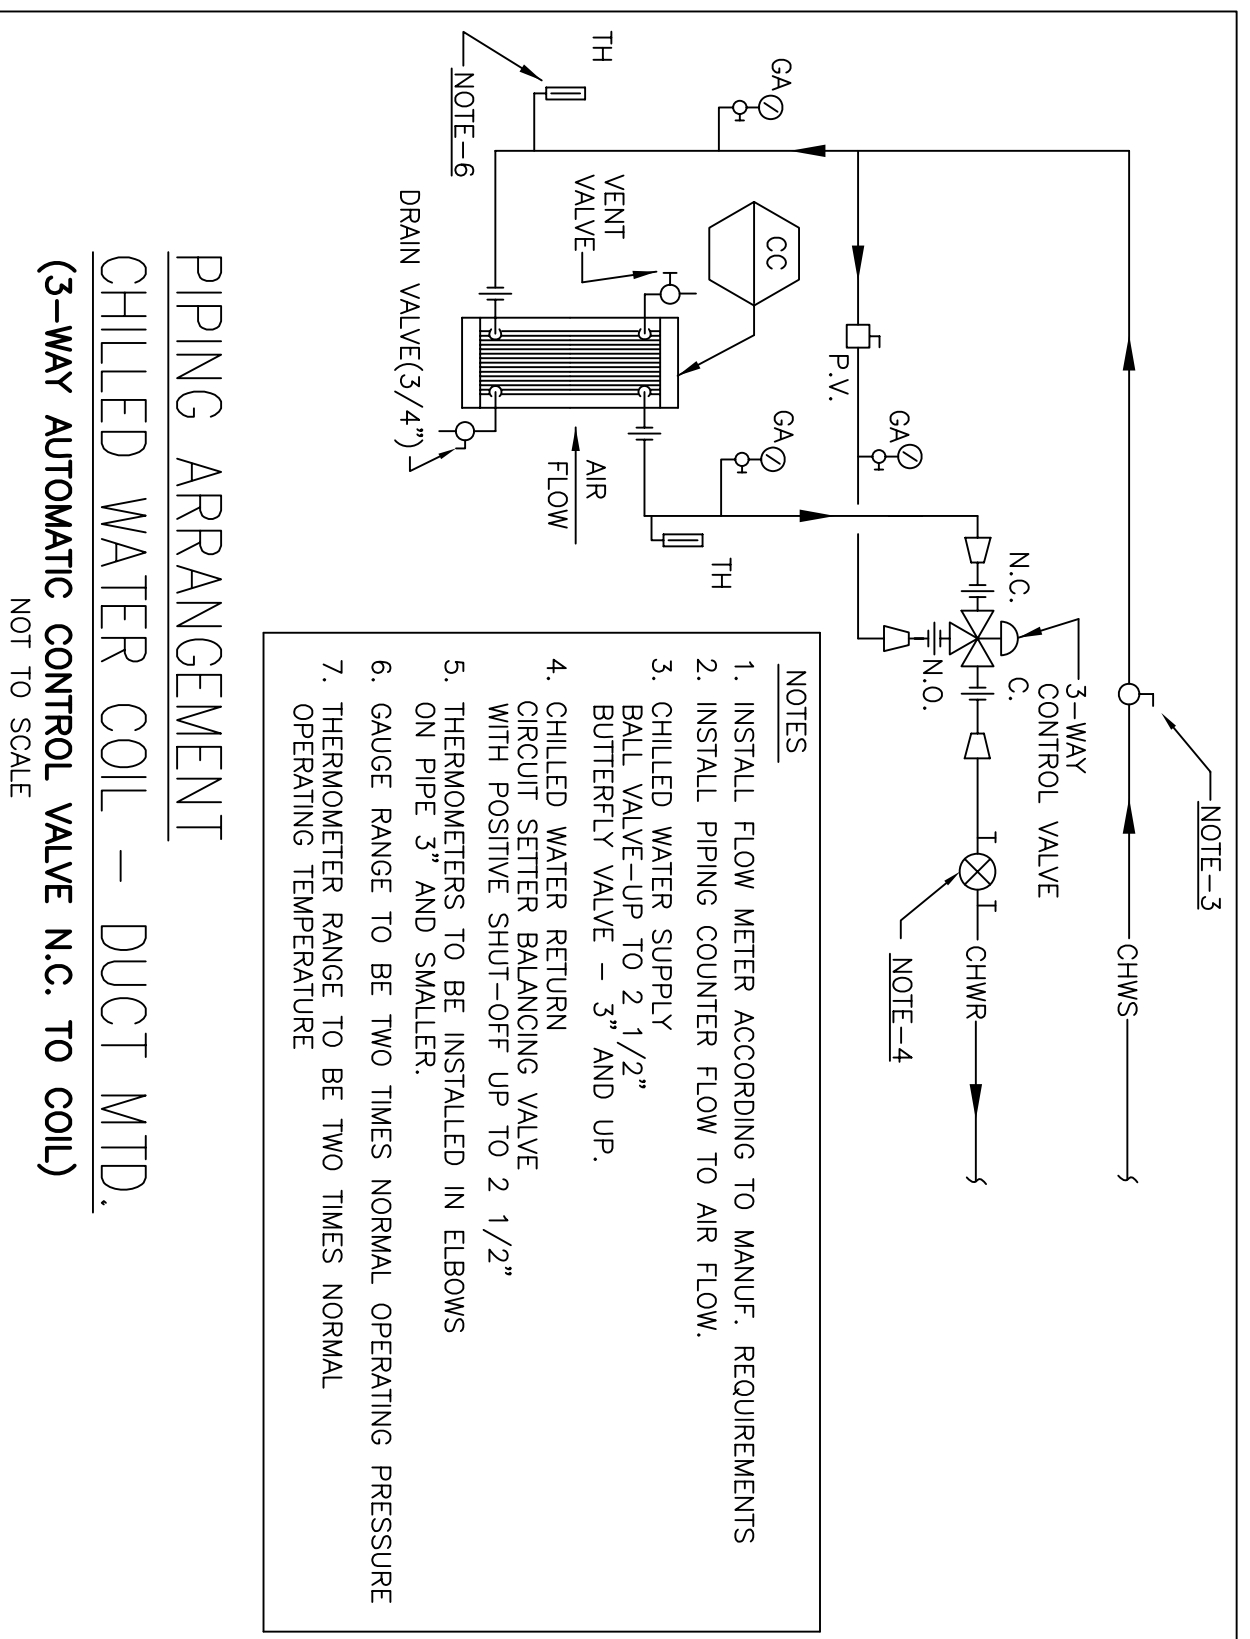 NOTE-3
CHWS
3-WAY
CONTROL VALVE
N.C.
C.
N.O.
CHWR
NOTE-4
GA
P.V.
GA
GA
TH
CC
VENT
VALVE
AIR
FLOW
TH
NOTE-6
DRAIN VALVE(3/4")
NOTES
1. INSTALL FLOW METER ACCORDING TO MANUF. REQUIREMENTS
2. INSTALL PIPING COUNTER FLOW TO AIR FLOW.
3. CHILLED WATER SUPPLY
BALL VALVE-UP TO 2 1/2"
BUTTERFLY VALVE - 3" AND UP.
4. CHILLED WATER RETURN
CIRCUIT SETTER BALANCING VALVE
WITH POSITIVE SHUT-OFF UP TO 2 1/2"
5. THERMOMETERS TO BE INSTALLED IN ELBOWS
ON PIPE 3" AND SMALLER.
6. GAUGE RANGE TO BE TWO TIMES NORMAL OPERATING PRESSURE
7. THERMOMETER RANGE TO BE TWO TIMES NORMAL
OPERATING TEMPERATURE
PIPING ARRANGEMENT
CHILLED WATER COIL - DUCT MTD.
(3-WAY AUTOMATIC CONTROL VALVE N.C. TO COIL)
NOT TO SCALE